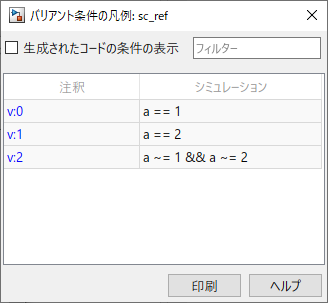 バリアント条件の凡例: sc_ref
生成されたコードの条件の表示 フィルター
注釈 シミュレーション
v:0 a == 1
v:1 a == 2
v:2 a ~= 1 && a ~= 2
印刷 ヘルプ